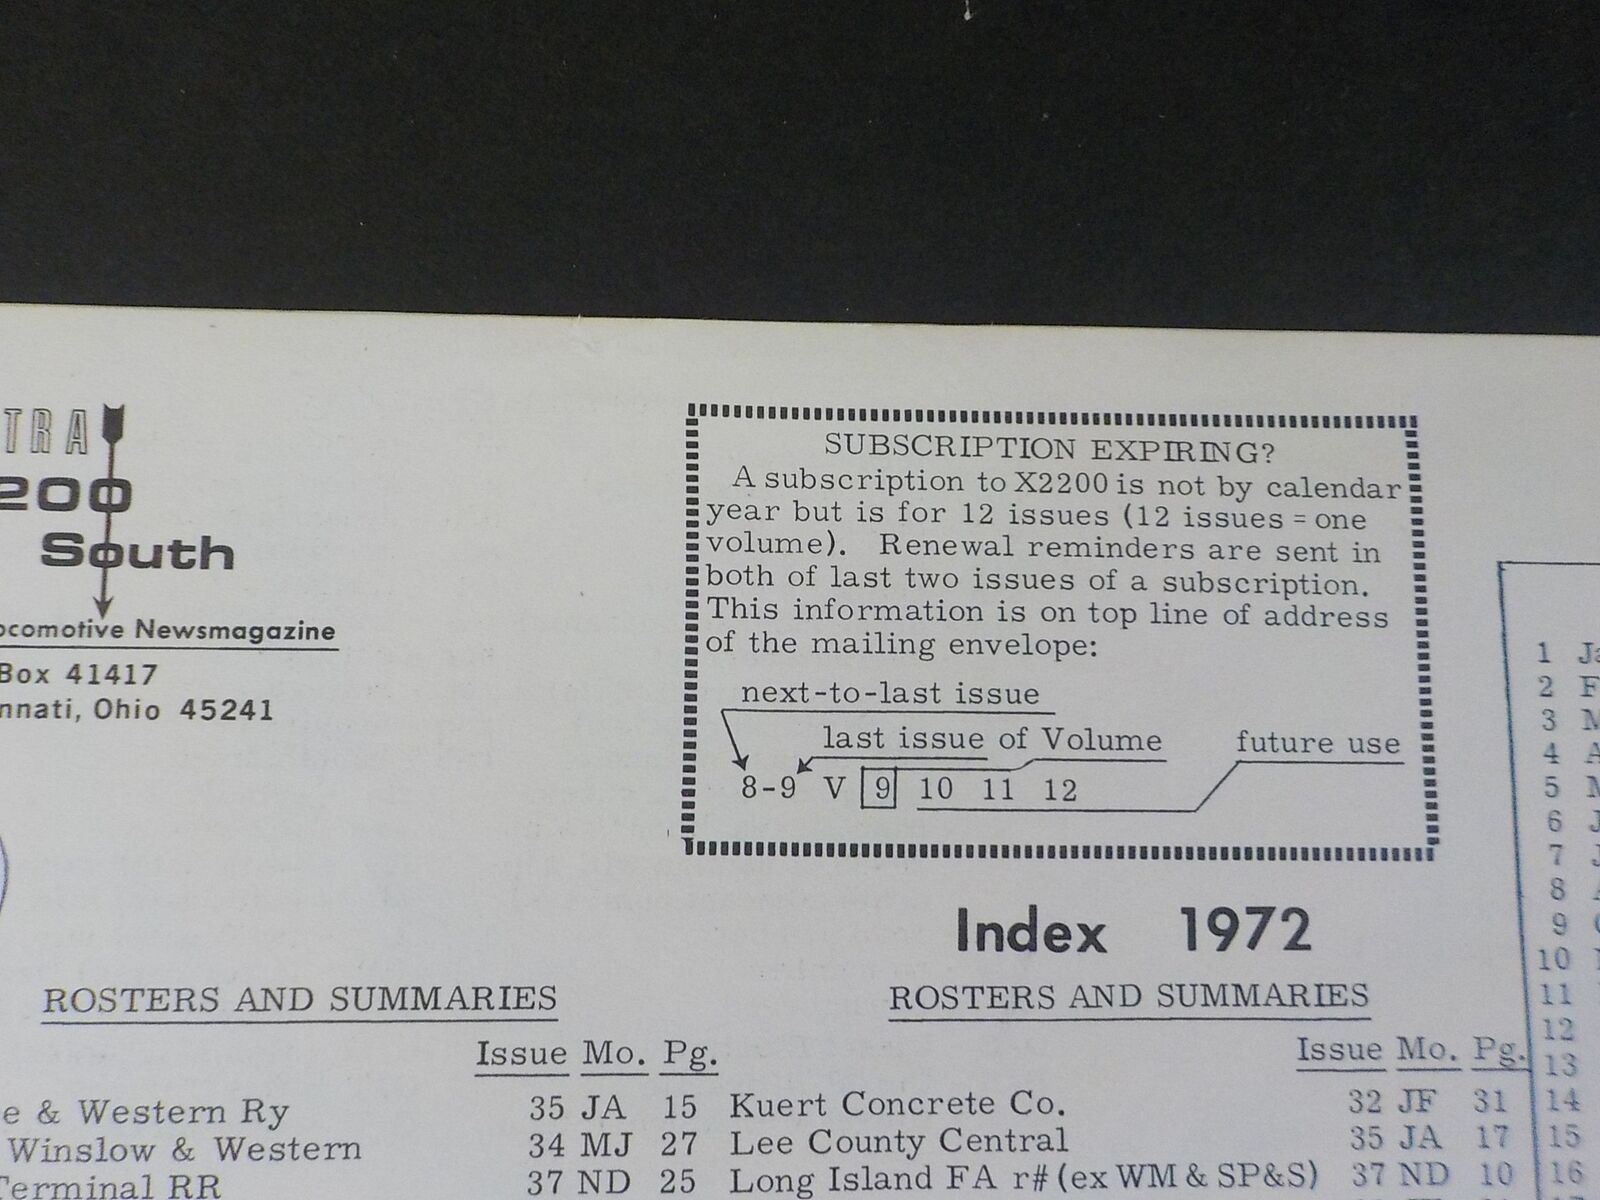 TRA
200
South
ocomotive Newsmagazine
Box 41417
nnati, Ohio 45241
SUBSCRIPTION EXPIRING?
A subscription to X2200 is not by calendar
year but is for 12 issues (12 issues = one
volume). Renewal reminders are sent in
both of last two issues of a subscription.
This information is on top line of address
of the mailing envelope:
next-to-last issue
last issue of Volume
future use
8-9 V 9 10 11 12
Index 1972
ROSTERS AND SUMMARIES
Issue Mo. Pg.
e & Western Ry 35 JA 15
Winslow & Western 34 MJ 27
Terminal RR 37 ND 25
ROSTERS AND SUMMARIES
Issue Mo. Pg.
Kuert Concrete Co. 32 JF 31
Lee County Central 35 JA 17
Long Island FA r# (ex WM & SP&S) 37 ND 10
1 Ja
2 F
3 M
4 A
5 M
6 J
7 J
8 A
9
10
11
12
13
14
15
16